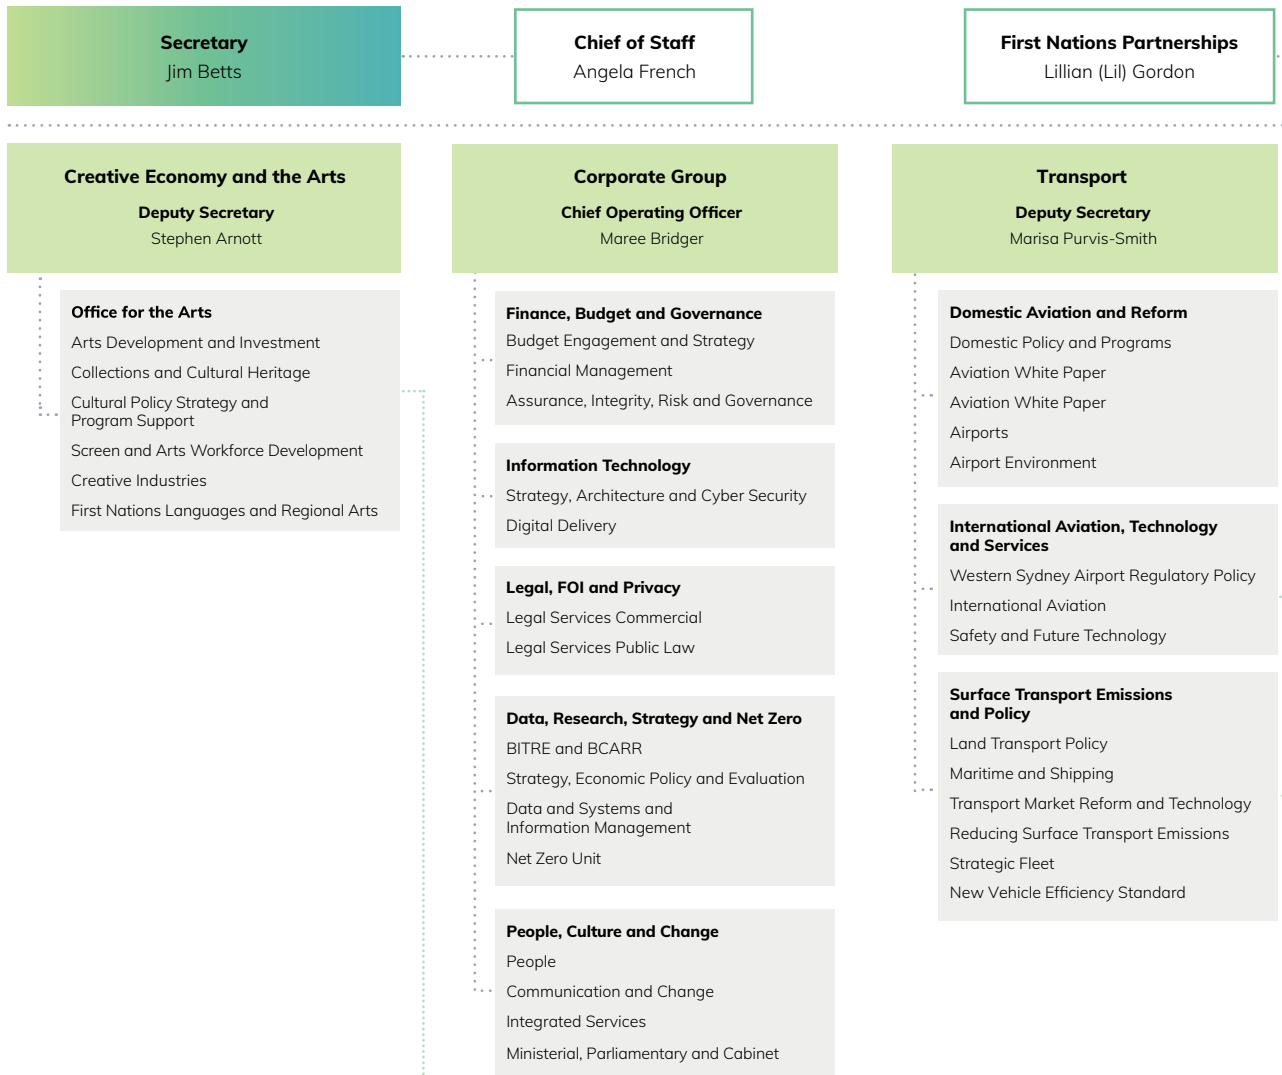 Secretary
Jim Betts
Chief of Staff
Angela French
First Nations Partnerships
Lillian (Lil) Gordon
Creative Economy and the Arts
Deputy Secretary
Stephen Arnott
Office for the Arts
Arts Development and Investment
Collections and Cultural Heritage
Cultural Policy Strategy and
Program Support
Screen and Arts Workforce Development
Creative Industries
First Nations Languages and Regional Arts
Corporate Group
Chief Operating Officer
Maree Bridger
Finance, Budget and Governance
Budget Engagement and Strategy
Financial Management
Assurance, Integrity, Risk and Governance
Information Technology
Strategy, Architecture and Cyber Security
Digital Delivery
Legal, FOI and Privacy
Legal Services Commercial
Legal Services Public Law
Data, Research, Strategy and Net Zero
BITRE and BCARR
Strategy, Economic Policy and Evaluation
Data and Systems and
Information Management
Net Zero Unit
People, Culture and Change
People
Communication and Change
Integrated Services
Ministerial, Parliamentary and Cabinet
Transport
Deputy Secretary
Marisa Purvis-Smith
Domestic Aviation and Reform
Domestic Policy and Programs
Aviation White Paper
Aviation White Paper
Airports
Airport Environment
International Aviation, Technology
and Services
Western Sydney Airport Regulatory Policy
International Aviation
Safety and Future Technology
Surface Transport Emissions
and Policy
Land Transport Policy
Maritime and Shipping
Transport Market Reform and Technology
Reducing Surface Transport Emissions
Strategic Fleet
New Vehicle Efficiency Standard